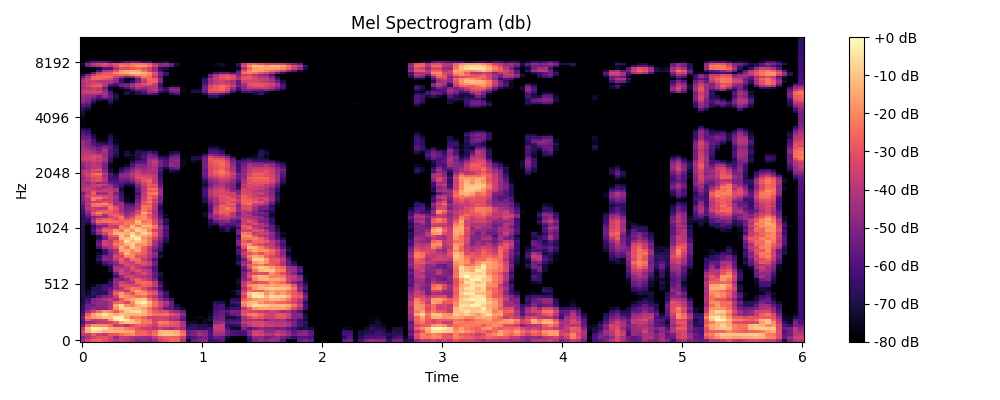 Mel Spectrogram (db)
8192
4096
2048
1024
512
0
Hz
0 1 2 3 4 5 6
Time
+0 dB
-10 dB
-20 dB
-30 dB
-40 dB
-50 dB
-60 dB
-70 dB
-80 dB